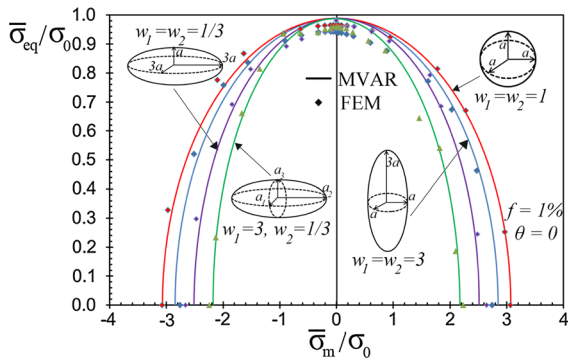 σ̅eq/σ0
1.0
0.9
0.8
0.7
0.6
0.5
0.4
0.3
0.2
0.1
0.0
w1=w2=1/3
a
3a
3a
MVAR
FEM
a
a
a
w1=w2=1
a3
a2
a1
w1=3, w2=1/3
3a
a
a
w1=w2=3
f = 1%
θ = 0
-4
-3
-2
-1
0
1
2
3
4
σ̅m/σ0